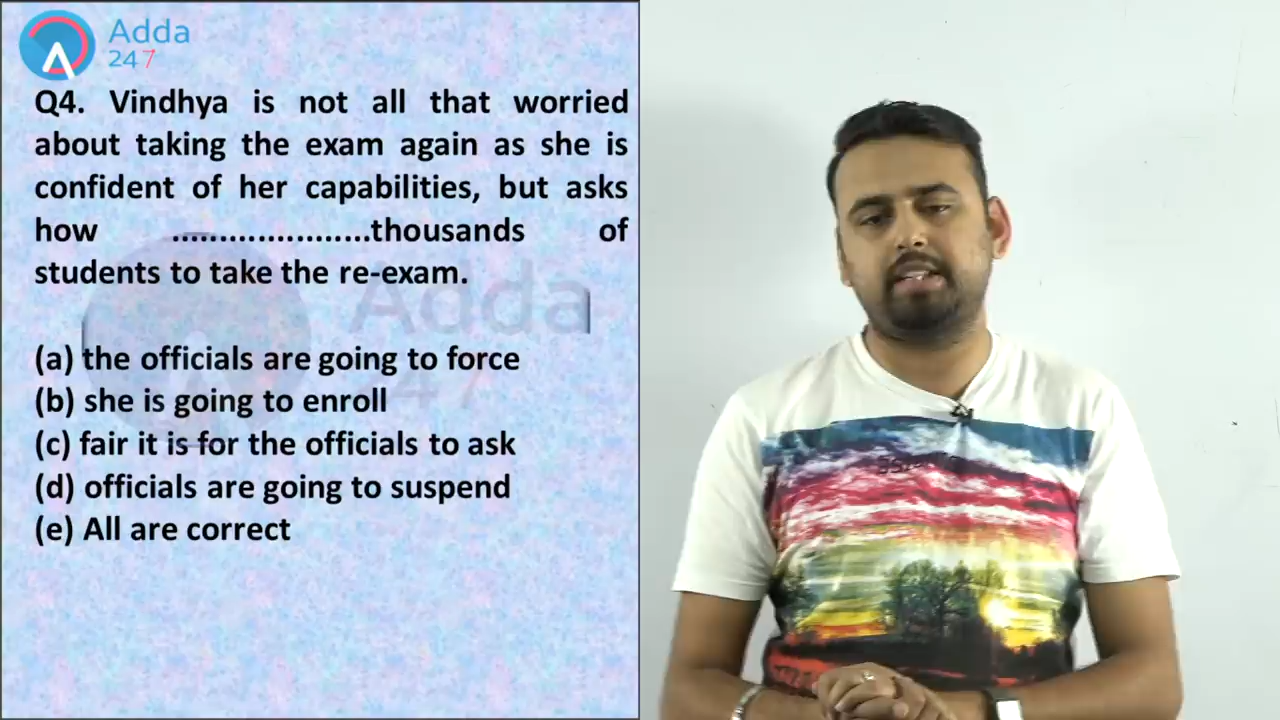 Adda
247
Q4. Vindhya is not all that worried
about taking the exam again as she is
confident of her capabilities, but asks
how .....................thousands of
students to take the re-exam.
Adda
247
(a) the officials are going to force
(b) she is going to enroll
(c) fair it is for the officials to ask
(d) officials are going to suspend
(e) All are correct